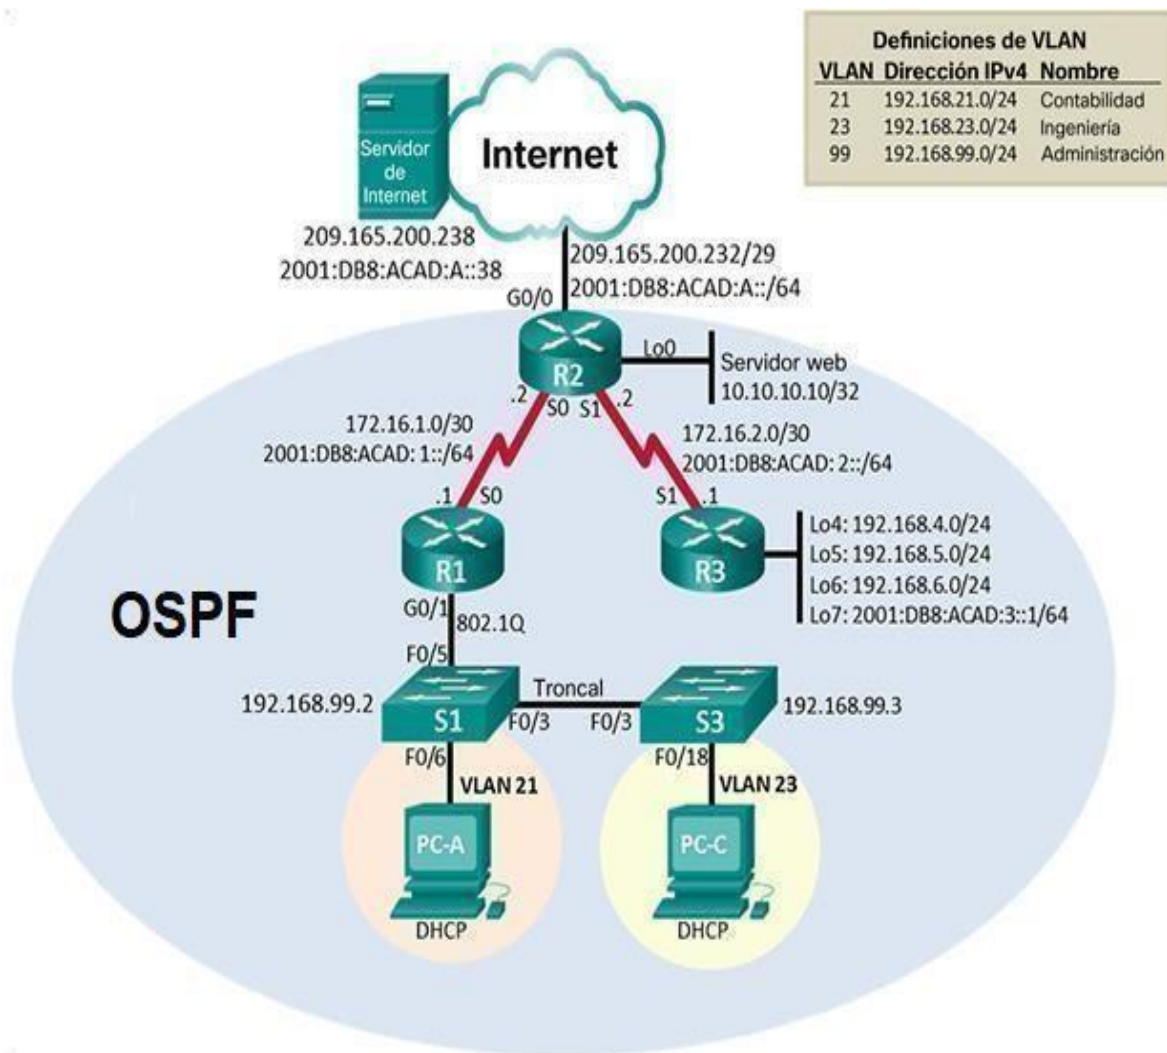 Definiciones de VLAN
VLAN Dirección IPv4 Nombre
21 192.168.21.0/24 Contabilidad
23 192.168.23.0/24 Ingeniería
99 192.168.99.0/24 Administración
Servidor
de
Internet
Internet
209.165.200.238
2001:DB8:ACAD:A::38
209.165.200.232/29
2001:DB8:ACAD:A::/64
G0/0
R2
Lo0
Servidor web
10.10.10.10/32
.2
S0
S1
.2
172.16.1.0/30
2001:DB8:ACAD: 1::/64
172.16.2.0/30
2001:DB8:ACAD: 2::/64
.1
S0
S1
.1
R1
R3
Lo4: 192.168.4.0/24
Lo5: 192.168.5.0/24
Lo6: 192.168.6.0/24
Lo7: 2001:DB8:ACAD:3::1/64
OSPF
G0/1
802.1Q
F0/5
192.168.99.2
S1
Troncal
F0/3
F0/3
S3
192.168.99.3
F0/6
F0/18
VLAN 21
VLAN 23
PC-A
PC-C
DHCP
DHCP